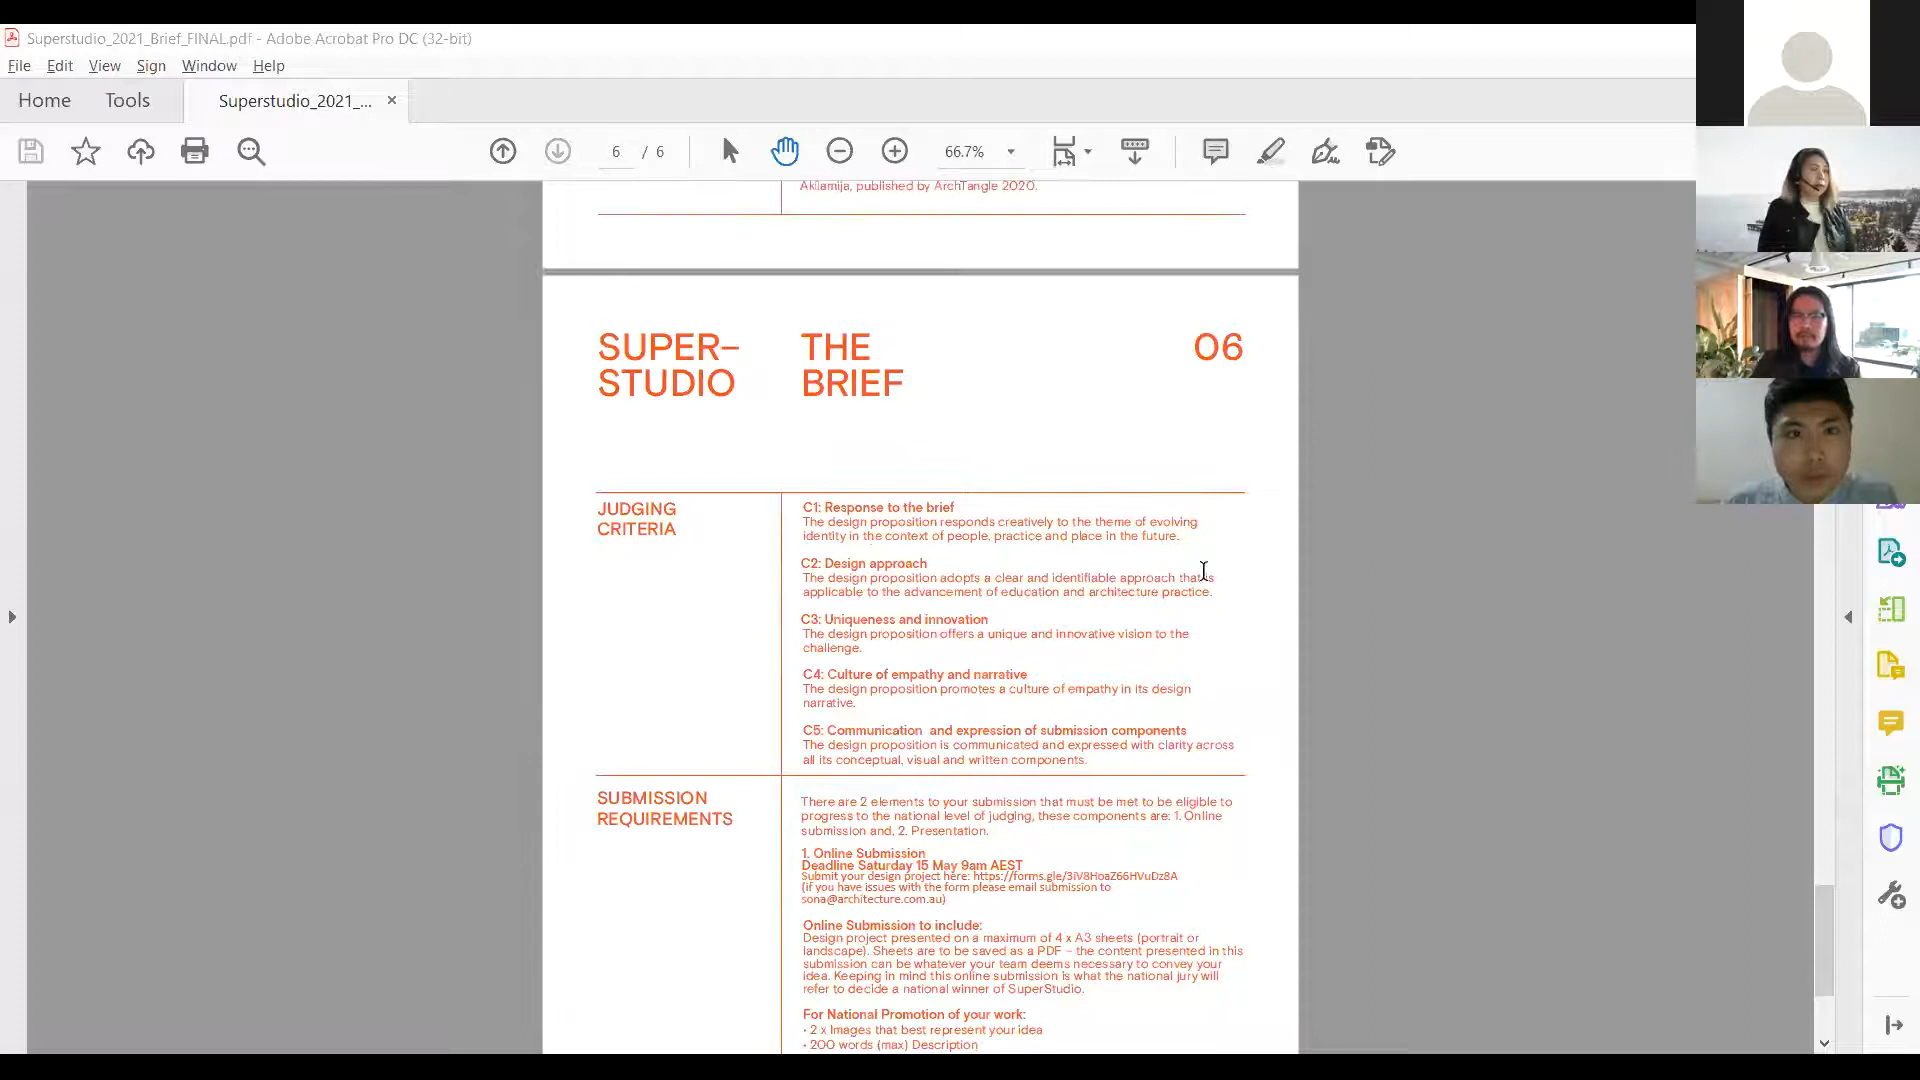 Superstudio_2021_Brief_FINAL.pdf - Adobe Acrobat Pro DC (32-bit)
File Edit View Sign Window Help
Home Tools Superstudio_2021_... ×
6 / 6 66.7%
Akšamija, published by ArchTangle 2020.
SUPER–
STUDIO
THE
BRIEF
06
JUDGING
CRITERIA
C1: Response to the brief
The design proposition responds creatively to the theme of evolving
identity in the context of people, practice and place in the future.
C2: Design approach
The design proposition adopts a clear and identifiable approach that is
applicable to the advancement of education and architecture practice.
C3: Uniqueness and innovation
The design proposition offers a unique and innovative vision to the
challenge.
C4: Culture of empathy and narrative
The design proposition promotes a culture of empathy in its design
narrative.
C5: Communication  and expression of submission components
The design proposition is communicated and expressed with clarity across
all its conceptual, visual and written components.
SUBMISSION
REQUIREMENTS
There are 2 elements to your submission that must be met to be eligible to
progress to the national level of judging, these components are: 1. Online
submission and, 2. Presentation.
1. Online Submission
Deadline Saturday 15 May 9am AEST
Submit your design project here: https://forms.gle/3iV8HoaZ66HVuDz8A
(if you have issues with the form please email submission to
sona@architecture.com.au)
Online Submission to include:
Design project presented on a maximum of 4 x A3 sheets (portrait or
landscape). Sheets are to be saved as a PDF – the content presented in this
submission can be whatever your team deems necessary to convey your
idea. Keeping in mind this online submission is what the national jury will
refer to decide a national winner of SuperStudio.
For National Promotion of your work:
• 2 x Images that best represent your idea
• 200 words (max) Description